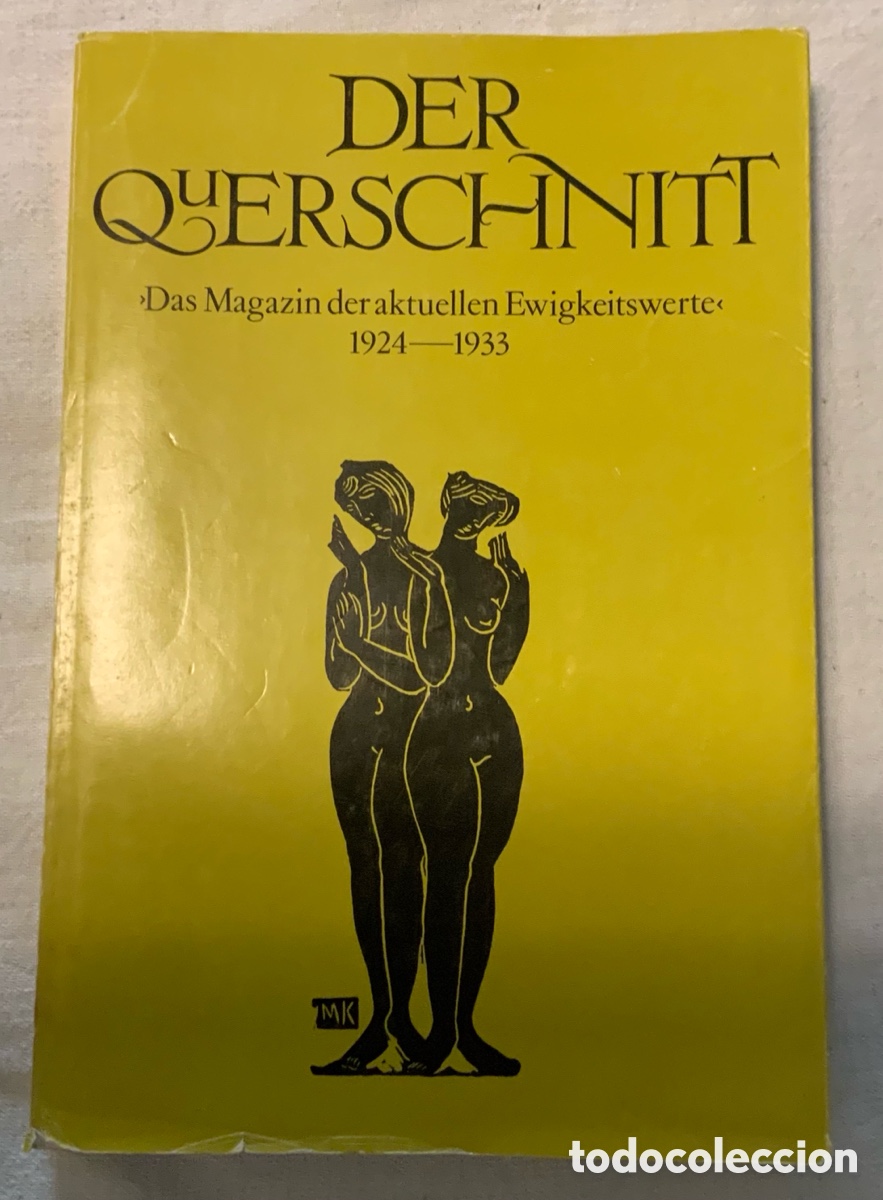 DER
QuERSCHNITT
›Das Magazin der aktuellen Ewigkeitswerte‹
1924—1933
MK
todocoleccion